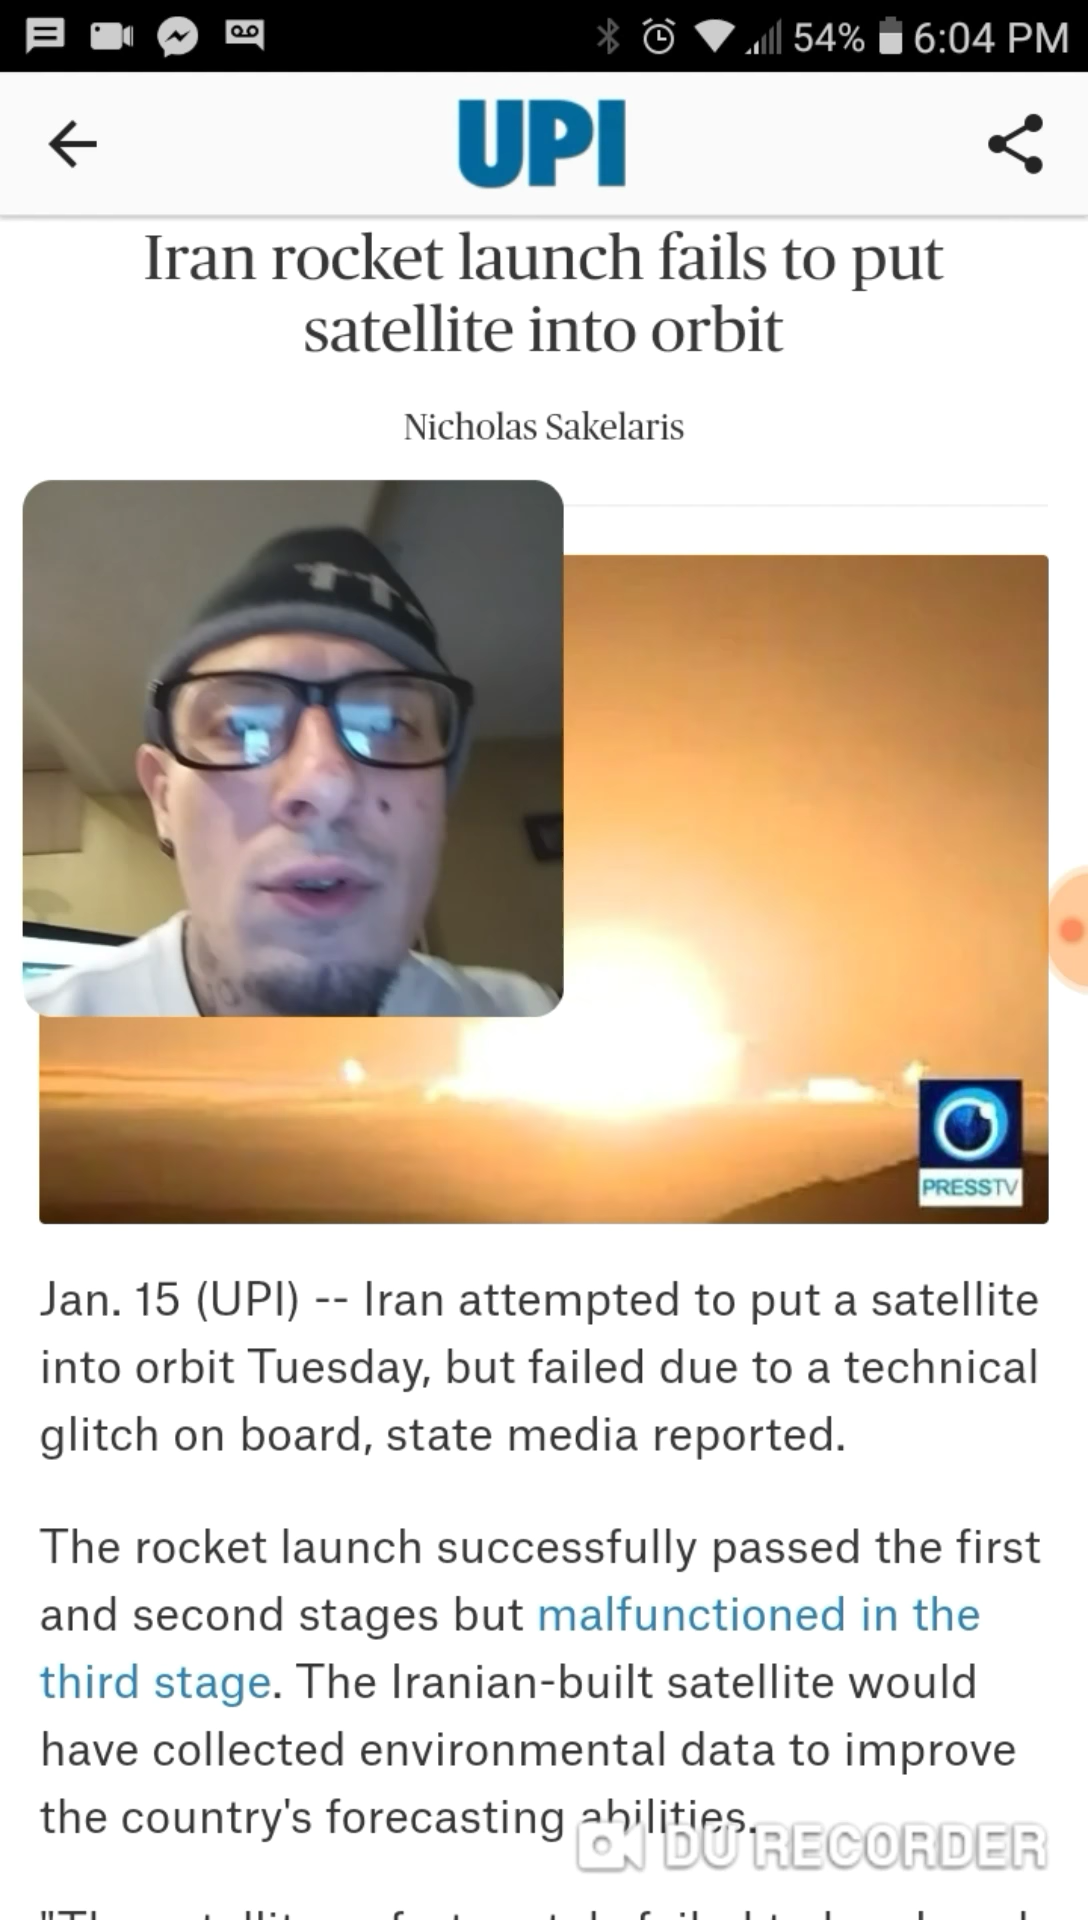 54% 6:04 PM
UPI
Iran rocket launch fails to put
satellite into orbit
Nicholas Sakelaris
PRESSTV
Jan. 15 (UPI) -- Iran attempted to put a satellite
into orbit Tuesday, but failed due to a technical
glitch on board, state media reported.
The rocket launch successfully passed the first
and second stages but malfunctioned in the
third stage. The Iranian-built satellite would
have collected environmental data to improve
the country's forecasting abilities.
DU RECORDER